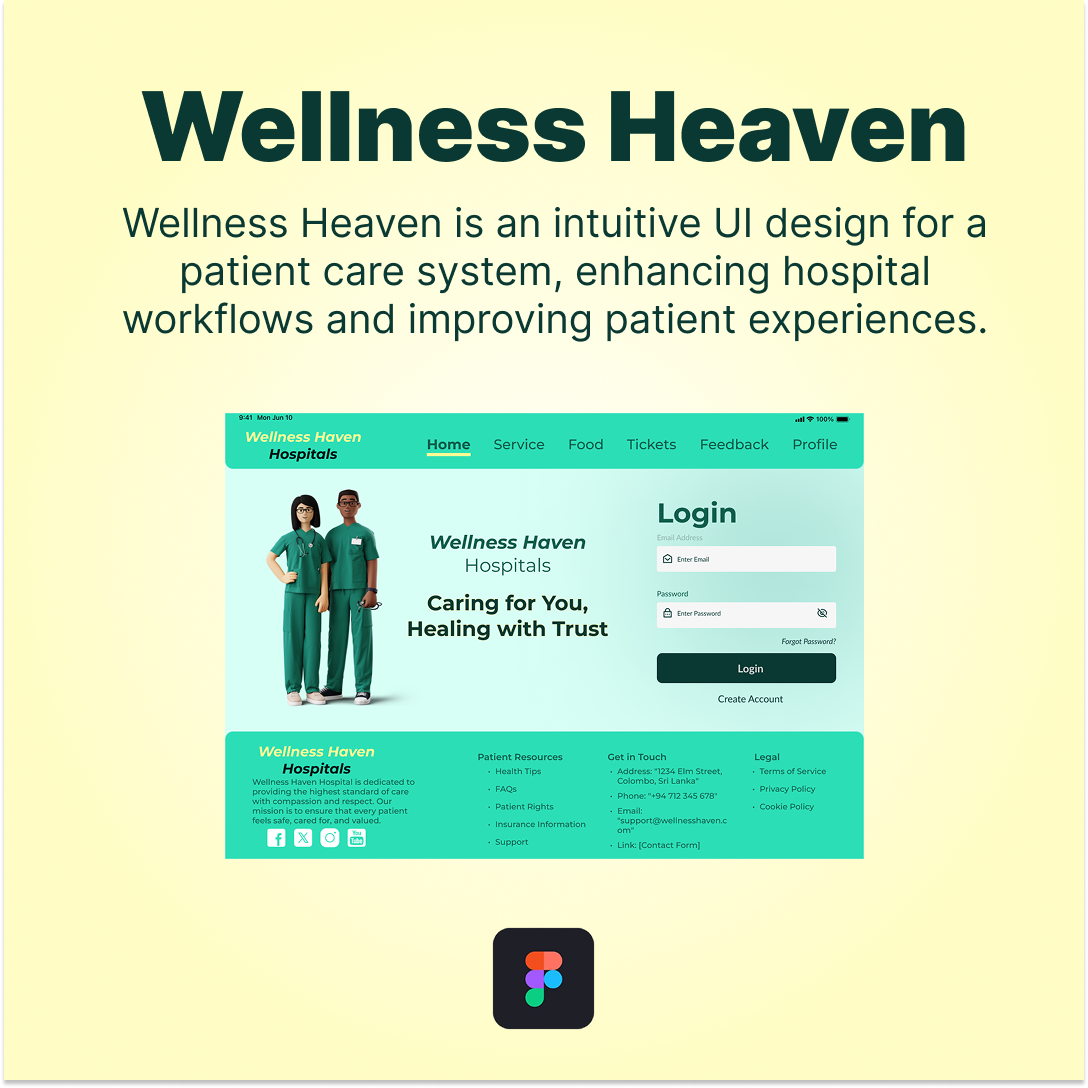 Wellness Heaven
Wellness Heaven is an intuitive UI design for a
patient care system, enhancing hospital
workflows and improving patient experiences.
9:41 Mon Jun 10
100%
Wellness Haven
Hospitals
Home Service Food Tickets Feedback Profile
Wellness Haven
Hospitals
Caring for You,
Healing with Trust
Login
Email Address
Enter Email
Password
Enter Password
Forgot Password?
Login
Create Account
Wellness Haven
Hospitals
Wellness Haven Hospital is dedicated to
providing the highest standard of care
with compassion and respect. Our
mission is to ensure that every patient
feels safe, cared for, and valued.
You
Tube
Patient Resources
• Health Tips
• FAQs
• Patient Rights
• Insurance Information
• Support
Get in Touch
• Address: "1234 Elm Street,
Colombo, Sri Lanka"
• Phone: "+94 712 345 678"
• Email:
"support@wellnesshaven.c
om"
• Link: [Contact Form]
Legal
• Terms of Service
• Privacy Policy
• Cookie Policy